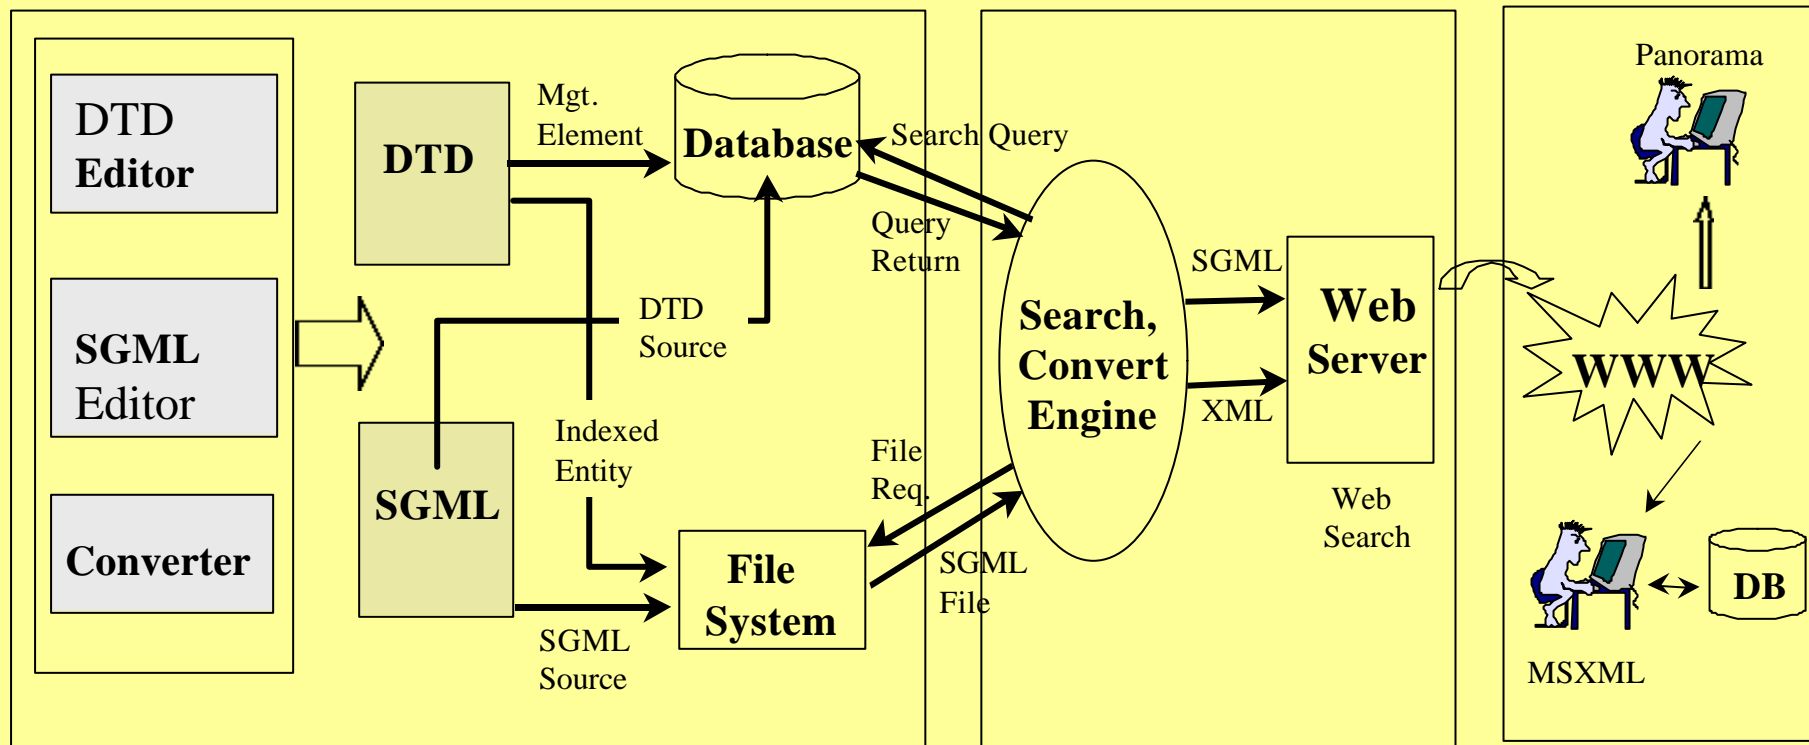 DTD
Editor
SGML
Editor
Converter
DTD
SGML
Mgt.
Element
Database
DTD
Source
Indexed
Entity
SGML
Source
File
System
Search Query
Query
Return
File
Req.
SGML
File
Search,
Convert
Engine
SGML
XML
Web
Server
Web
Search
Panorama
WWW
DB
MSXML